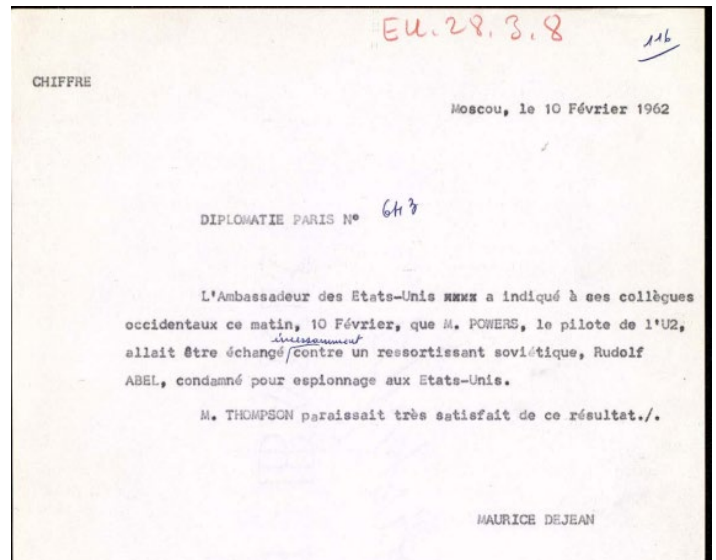 EU.28.3.8
116
CHIFFRE
Moscou, le 10 Février 1962
DIPLOMATIE PARIS N° 643
L'Ambassadeur des Etats-Unis xxxx a indiqué à ses collègues
occidentaux ce matin, 10 Février, que M. POWERS, le pilote de l'U2,
incessamment
allait être échangé contre un ressortissant soviétique, Rudolf
ABEL, condamné pour espionnage aux Etats-Unis.
M. THOMPSON paraissait très satisfait de ce résultat./.
MAURICE DEJEAN